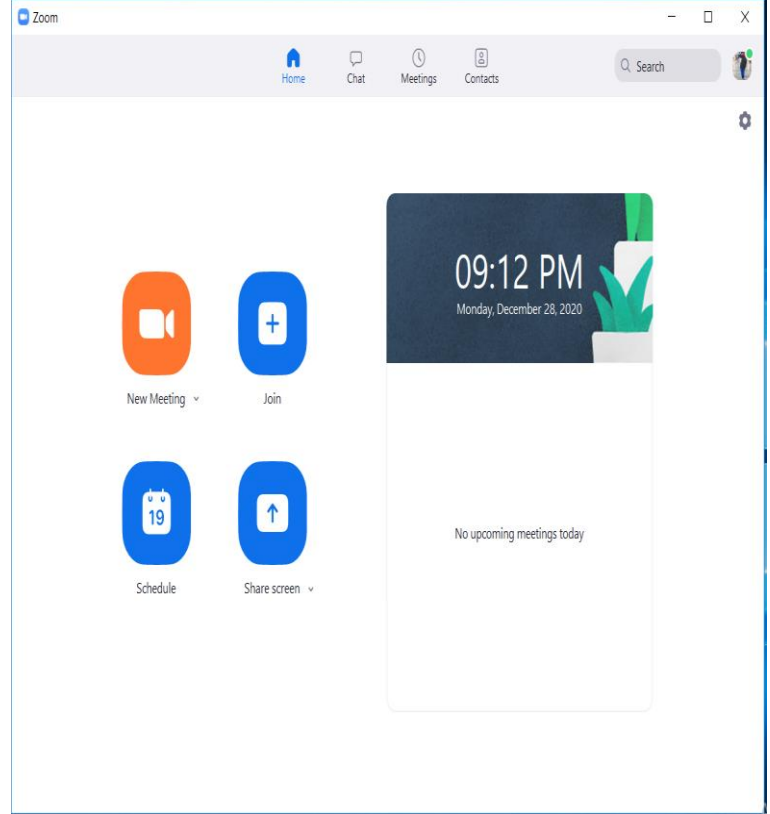 Zoom
Home Chat Meetings Contacts
Search
09:12 PM
Monday, December 28, 2020
New Meeting Join
19
Schedule Share screen
No upcoming meetings today